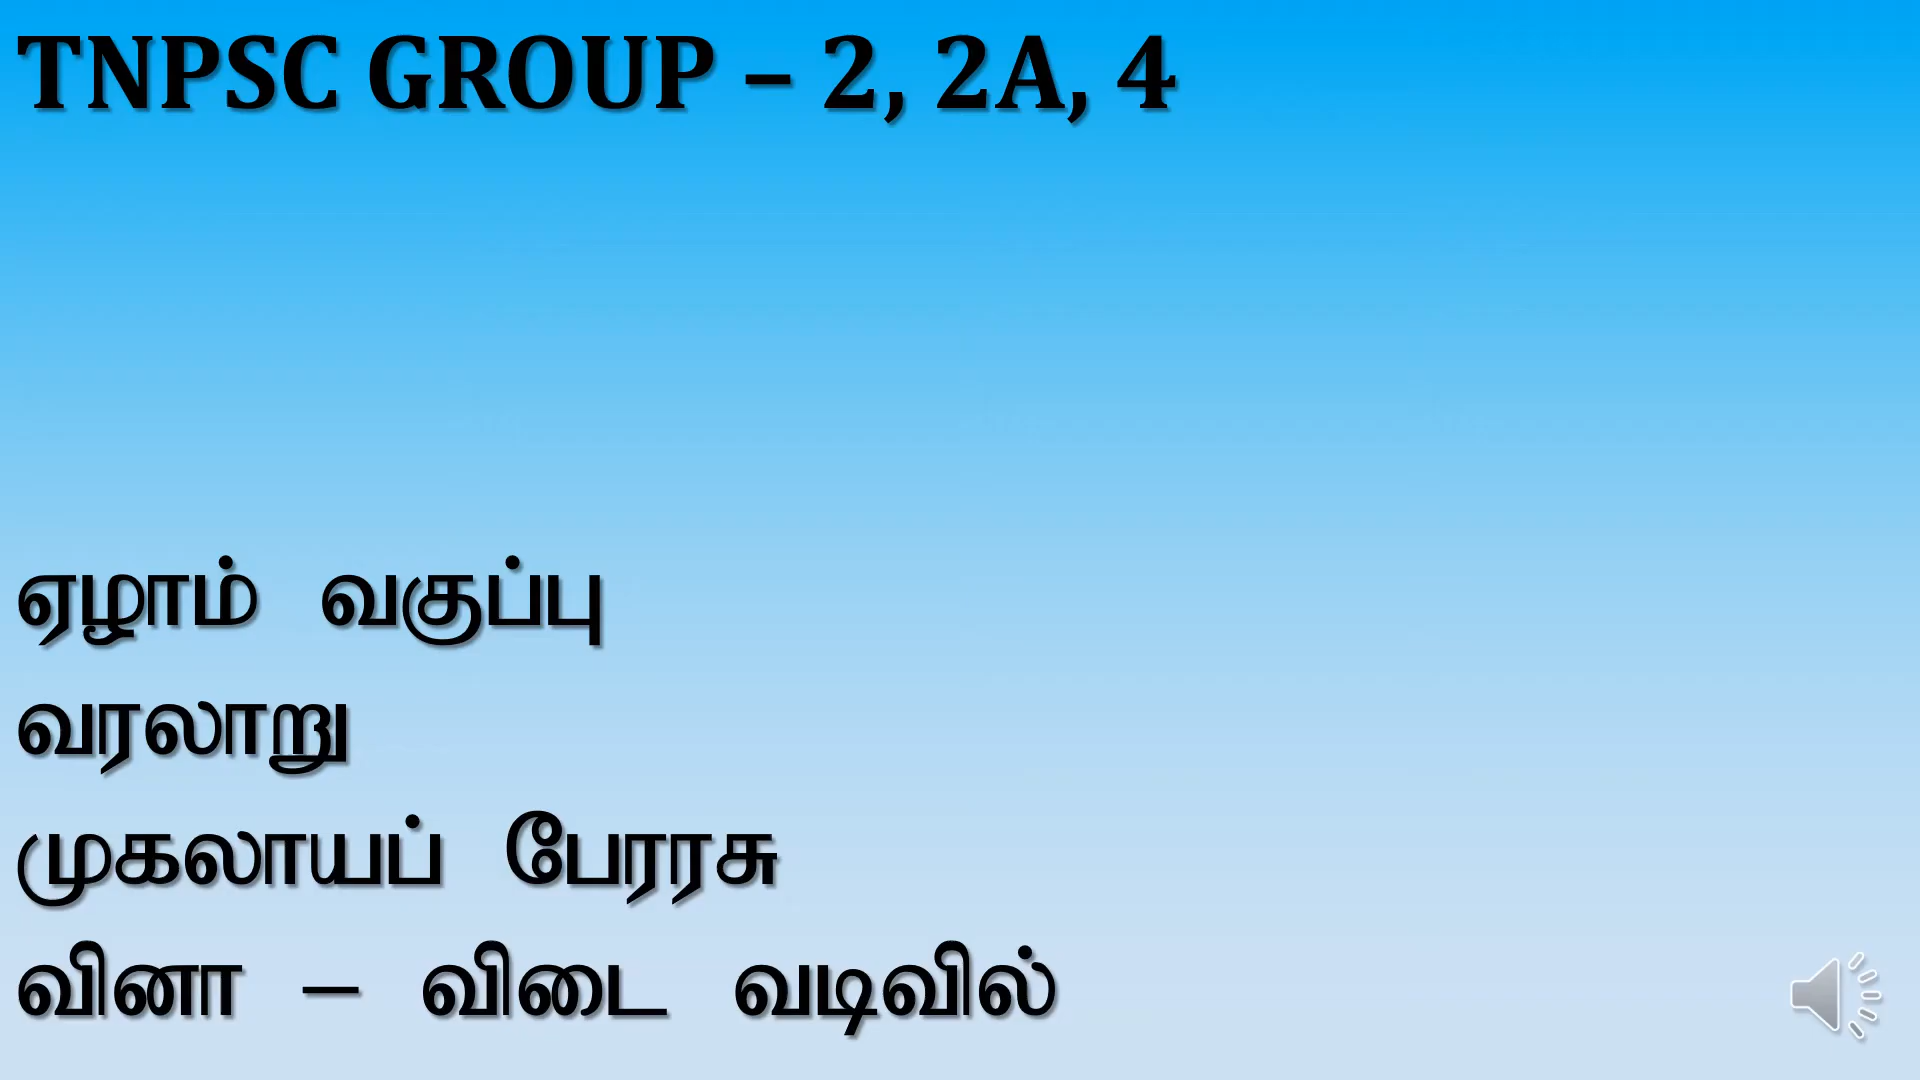 TNPSC GROUP – 2, 2A, 4
ஏழாம் வகுப்பு
வரலாறு
முகலாயப் பேரரசு
வினா – விடை வடிவில்